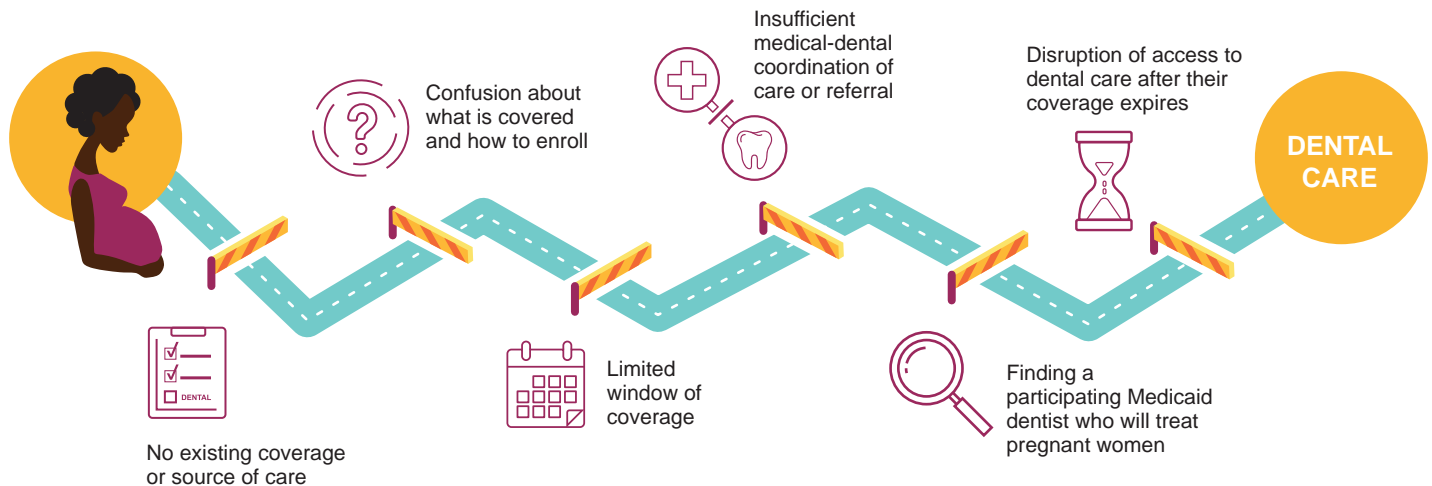 No existing coverage
or source of care
DENTAL
Confusion about
what is covered
and how to enroll
Limited
window of
coverage
Insufficient
medical-dental
coordination of
care or referral
Finding a
participating Medicaid
dentist who will treat
pregnant women
Disruption of access to
dental care after their
coverage expires
DENTAL
CARE